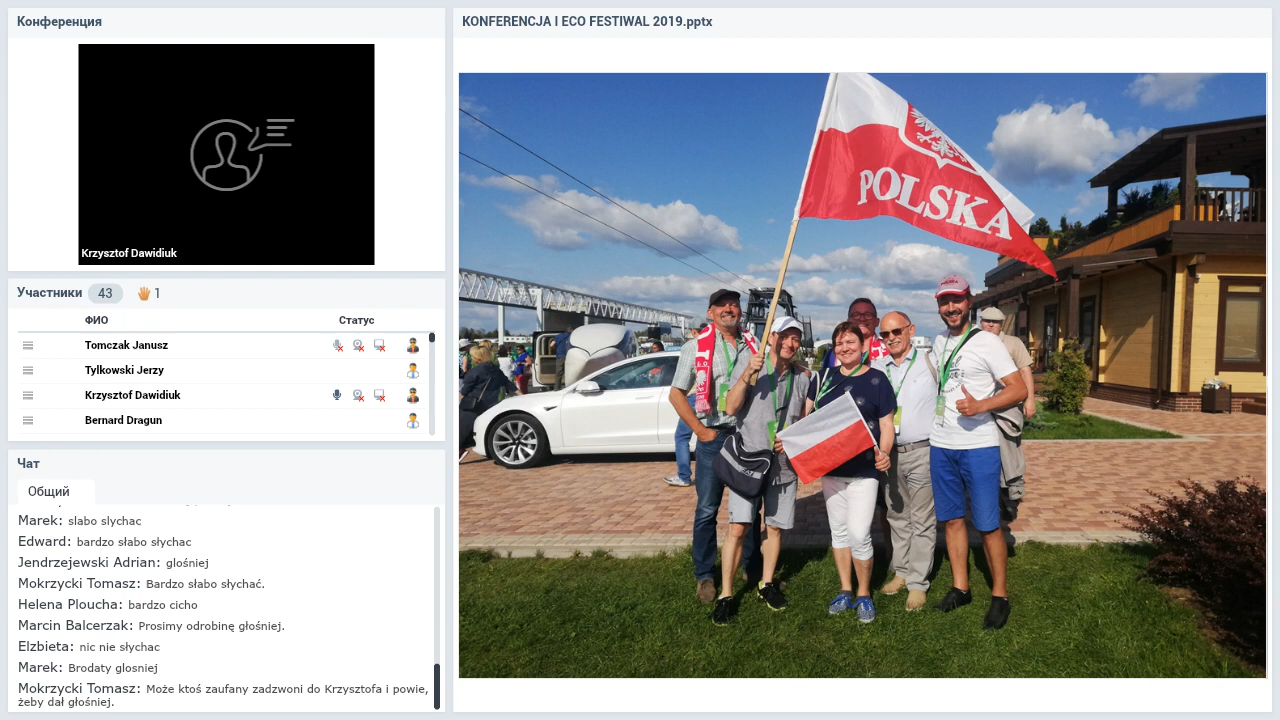 Конференция
Krzysztof Dawidiuk
Участники 43 1
ФИО Статус
Tomczak Janusz
Tylkowski Jerzy
Krzysztof Dawidiuk
Bernard Dragun
Чат
Общий
Marek: slabo slychac
Edward: bardzo słabo słychac
Jendrzejewski Adrian: glośniej
Mokrzycki Tomasz: Bardzo słabo słychać.
Helena Ploucha: bardzo cicho
Marcin Balcerzak: Prosimy odrobinę głośniej.
Elzbieta: nic nie słychac
Marek: Brodaty glosniej
Mokrzycki Tomasz: Może ktoś zaufany zadzwoni do Krzysztofa i powie,
żeby dał głośniej.
KONFERENCJA I ECO FESTIWAL 2019.pptx
POLSKA